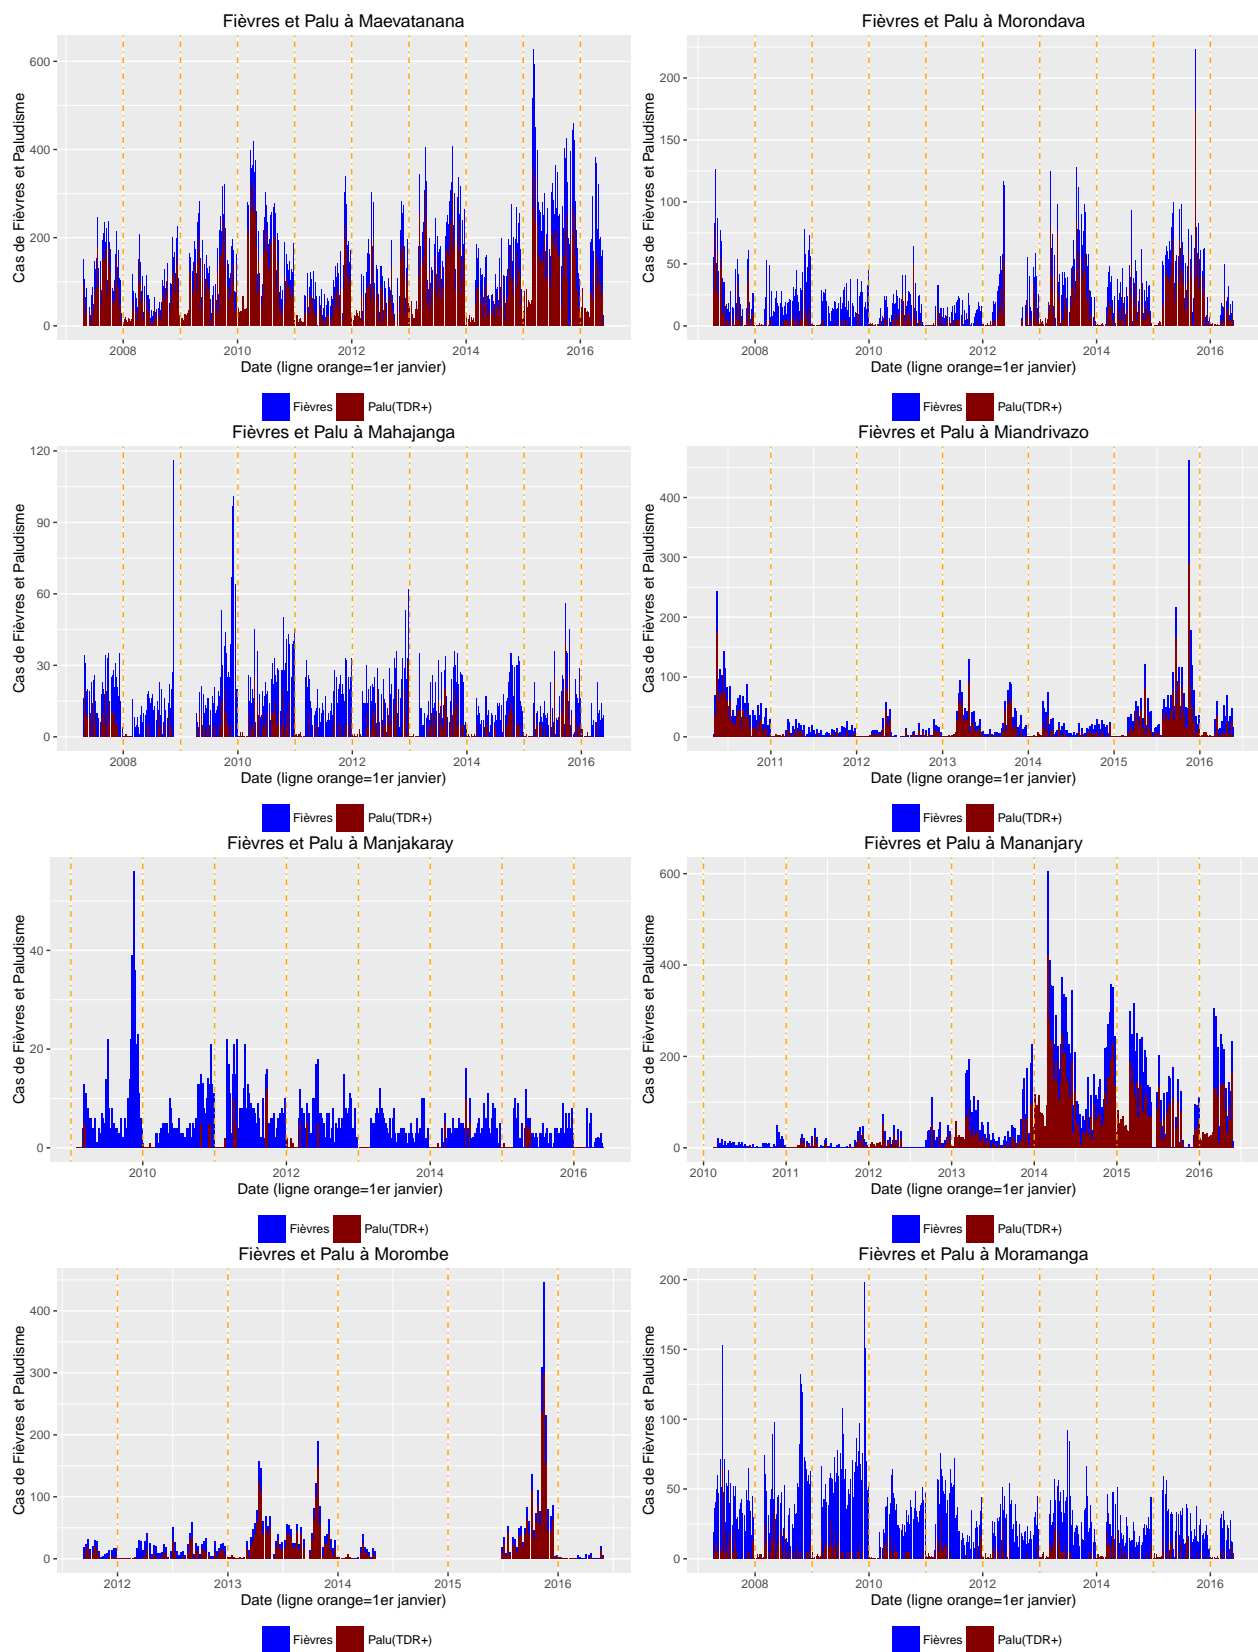 Fièvres et Palu à Maevatanana
Cas de Fièvres et Paludisme
600
400
200
0
2008 2010 2012 2014 2016
Date (ligne orange=1er janvier)
Fièvres Palu(TDR+)
Fièvres et Palu à Morondava
Cas de Fièvres et Paludisme
200
150
100
50
0
2008 2010 2012 2014 2016
Date (ligne orange=1er janvier)
Fièvres Palu(TDR+)
Fièvres et Palu à Mahajanga
Cas de Fièvres et Paludisme
120
90
60
30
0
2008 2010 2012 2014 2016
Date (ligne orange=1er janvier)
Fièvres Palu(TDR+)
Fièvres et Palu à Miandrivazo
Cas de Fièvres et Paludisme
400
300
200
100
0
2011 2012 2013 2014 2015 2016
Date (ligne orange=1er janvier)
Fièvres Palu(TDR+)
Fièvres et Palu à Manjakaray
Cas de Fièvres et Paludisme
40
20
0
2010 2012 2014 2016
Date (ligne orange=1er janvier)
Fièvres Palu(TDR+)
Fièvres et Palu à Mananjary
Cas de Fièvres et Paludisme
600
400
200
0
2010 2011 2012 2013 2014 2015 2016
Date (ligne orange=1er janvier)
Fièvres Palu(TDR+)
Fièvres et Palu à Morombe
Cas de Fièvres et Paludisme
400
300
200
100
0
2012 2013 2014 2015 2016
Date (ligne orange=1er janvier)
Fièvres Palu(TDR+)
Fièvres et Palu à Moramanga
Cas de Fièvres et Paludisme
200
150
100
50
0
2008 2010 2012 2014 2016
Date (ligne orange=1er janvier)
Fièvres Palu(TDR+)